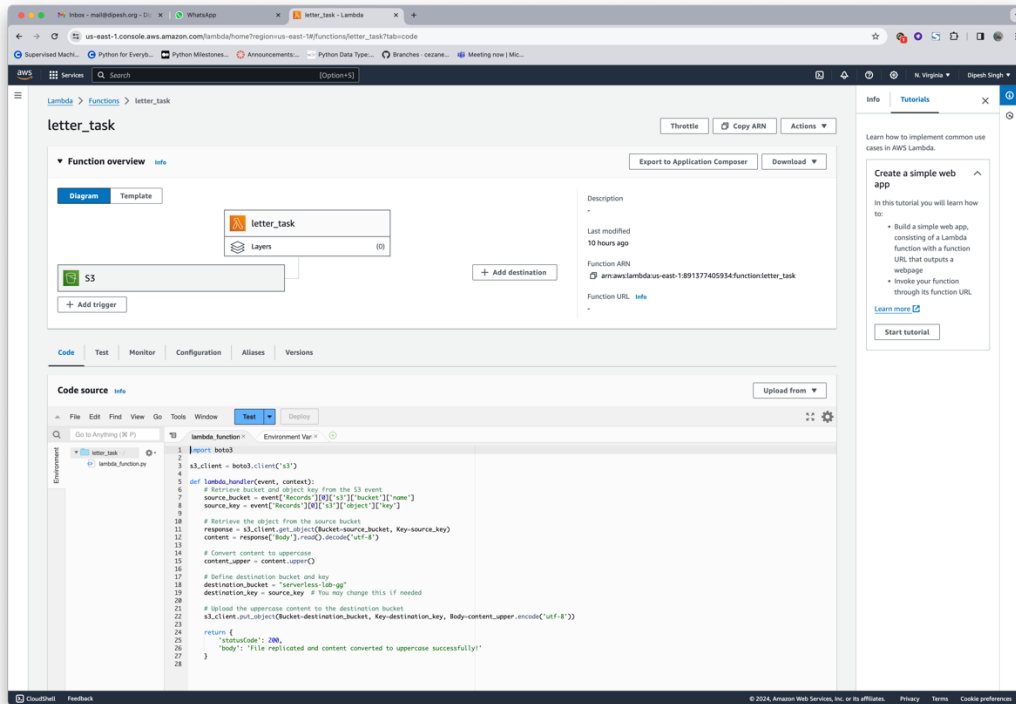 Inbox - mail@dipesh.org - Di
WhatsApp
letter_task - Lambda
us-east-1.console.aws.amazon.com/lambda/home?region=us-east-1#/functions/letter_task?tab=code
Supervised Machi...
Python for Everyb...
Python Milestones...
Announcements:...
Python Data Type:...
Branches - cezane...
Meeting now | Mic...
aws
Services
Search
[Option+S]
N. Virginia
Dipesh Singh
Lambda > Functions > letter_task
letter_task
Throttle
Copy ARN
Actions
Function overview Info
Export to Application Composer
Download
Diagram
Template
letter_task
Layers
(0)
S3
+ Add trigger
+ Add destination
Description
-
Last modified
10 hours ago
Function ARN
arn:aws:lambda:us-east-1:891377405934:function:letter_task
Function URL Info
-
Code
Test
Monitor
Configuration
Aliases
Versions
Code source Info
Upload from
File Edit Find View Go Tools Window
Test
Deploy
Go to Anything (⌘ P)
lambda_function ×
Environment Var ×
Environment
letter_task
lambda_function.py
1 import boto3
2
3 s3_client = boto3.client('s3')
4
5 def lambda_handler(event, context):
6 # Retrieve bucket and object key from the S3 event
7 source_bucket = event['Records'][0]['s3']['bucket']['name']
8 source_key = event['Records'][0]['s3']['object']['key']
9
10 # Retrieve the object from the source bucket
11 response = s3_client.get_object(Bucket=source_bucket, Key=source_key)
12 content = response['Body'].read().decode('utf-8')
13
14 # Convert content to uppercase
15 content_upper = content.upper()
16
17 # Define destination bucket and key
18 destination_bucket = "serverless-lab-gg"
19 destination_key = source_key # You may change this if needed
20
21 # Upload the uppercase content to the destination bucket
22 s3_client.put_object(Bucket=destination_bucket, Key=destination_key, Body=content_upper.encode('utf-8'))
23
24 return {
25 'statusCode': 200,
26 'body': 'File replicated and content converted to uppercase successfully!'
27 }
28
Info
Tutorials
Learn how to implement common use
cases in AWS Lambda.
Create a simple web
app
In this tutorial you will learn how
to:
• Build a simple web app,
consisting of a Lambda
function with a function
URL that outputs a
webpage
• Invoke your function
through its function URL
Learn more
Start tutorial
CloudShell
Feedback
© 2024, Amazon Web Services, Inc. or its affiliates.
Privacy
Terms
Cookie preferences